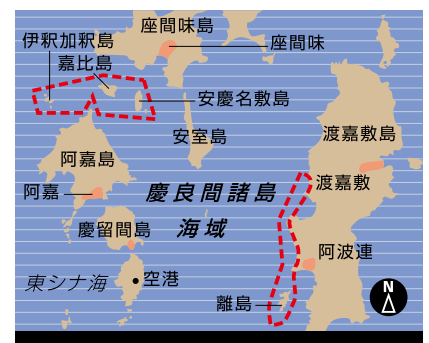 座間味島
伊釈加釈島
座間味
嘉比島
安慶名敷島
安室島
渡嘉敷島
阿嘉島
渡嘉敷
阿嘉
慶良間諸島
海域
慶留間島
阿波連
東シナ海
空港
離島
N